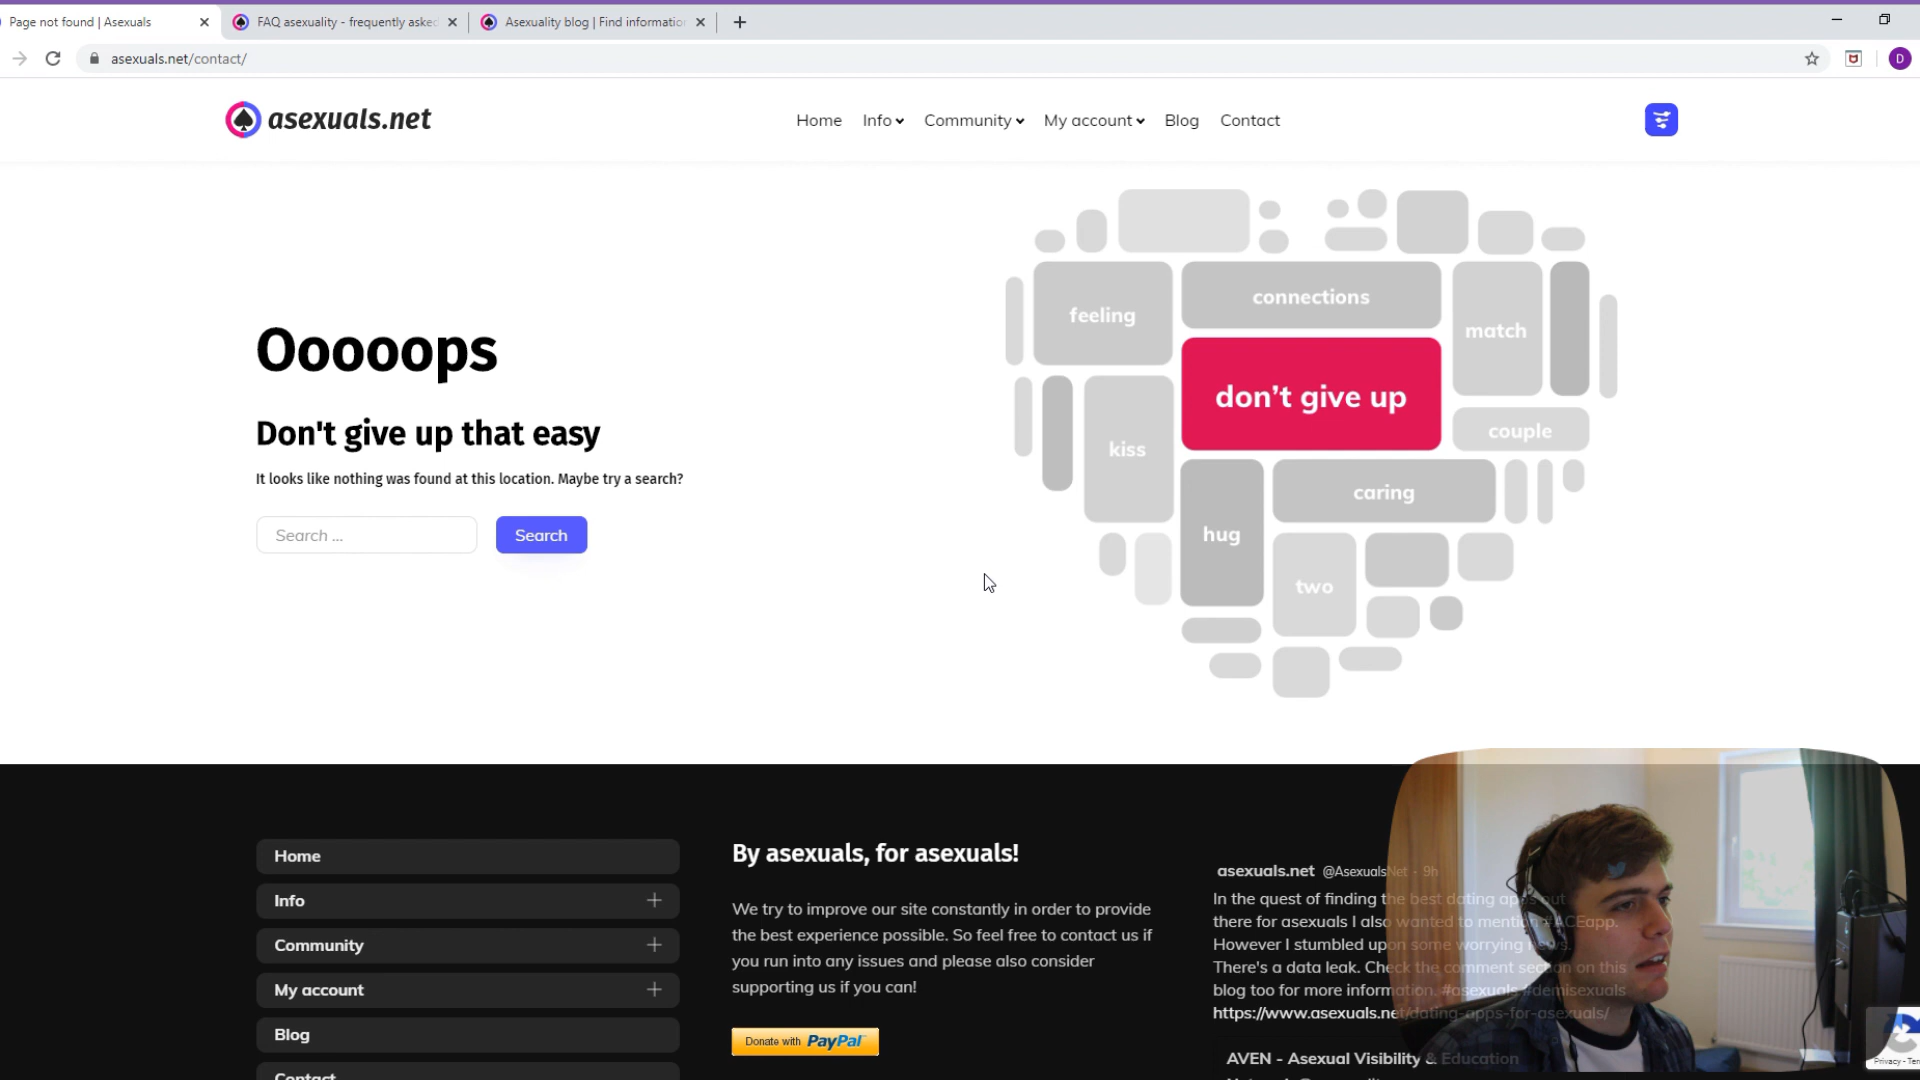 Page not found | Asexuals
FAQ asexuality - frequently asked
Asexuality blog | Find information
asexuals.net/contact/
D
asexuals.net
Home
Info
Community
My account
Blog
Contact
Ooooops
Don't give up that easy
It looks like nothing was found at this location. Maybe try a search?
Search ...
Search
feeling
connections
match
don't give up
kiss
couple
caring
hug
two
Home
Info
Community
My account
Blog
Contact
By asexuals, for asexuals!
We try to improve our site constantly in order to provide
the best experience possible. So feel free to contact us if
you run into any issues and please also consider
supporting us if you can!
Donate with PayPal
asexuals.net @AsexualsNet · 9h
In the quest of finding the best dating apps out
there for asexuals I also wanted to mention #ACEapp.
However I stumbled upon some worrying news.
There's a data leak. Check the comment section on this
blog too for more information. #asexuals #demisexuals
https://www.asexuals.net/dating-apps-for-asexuals/
AVEN - Asexual Visibility & Education
Privacy